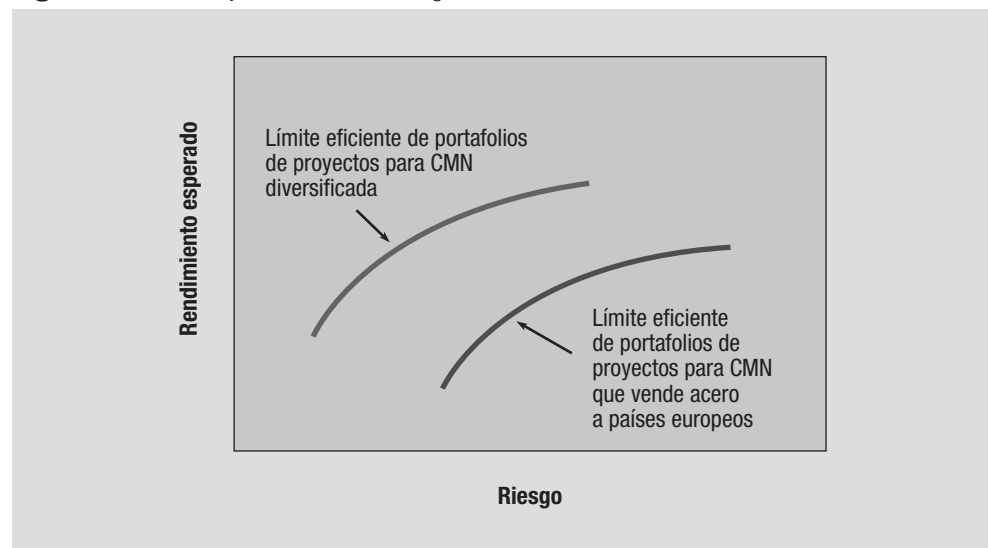 Rendimiento esperado
Límite eficiente de portafolios
de proyectos para CMN
diversificada
Límite eficiente
de portafolios de
proyectos para CMN
que vende acero
a países europeos
Riesgo